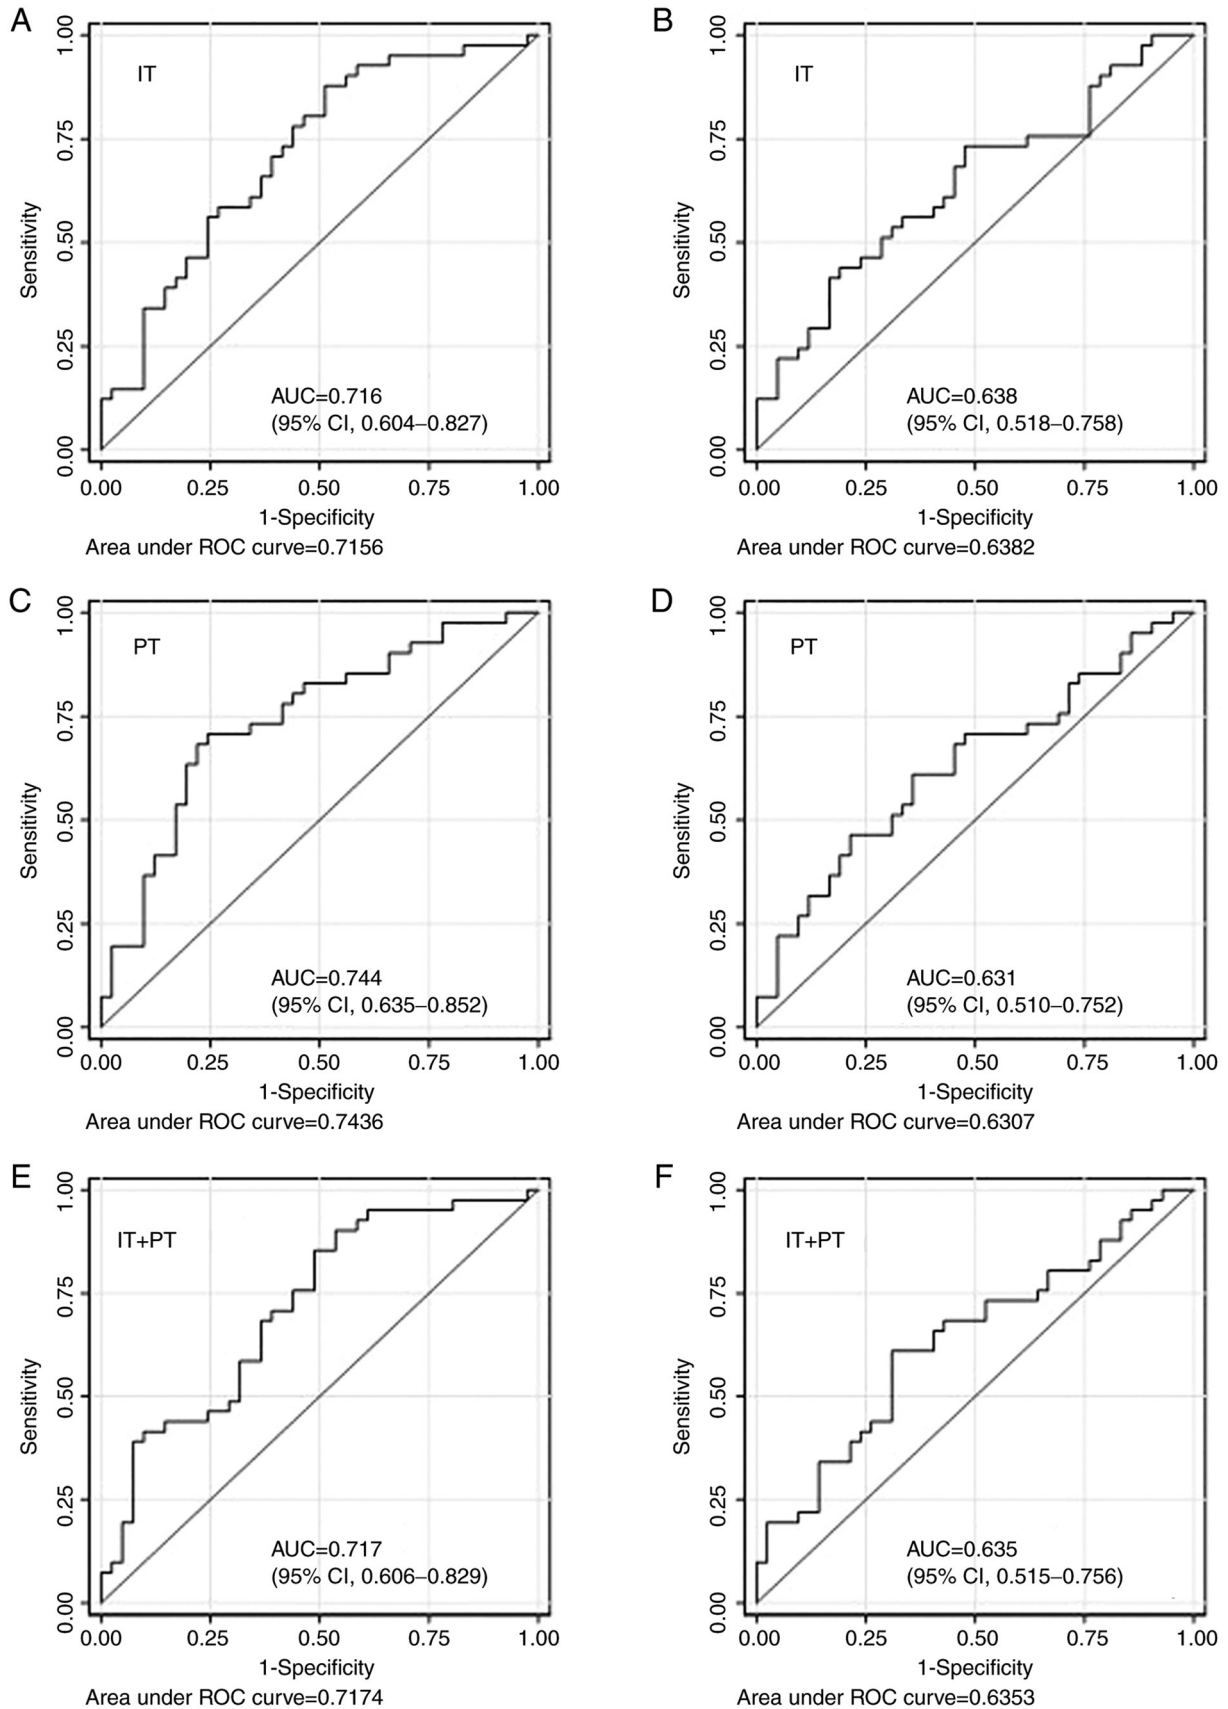 A
IT
1.00
0.75
0.50
0.25
0.00
Sensitivity
AUC=0.716
(95% CI, 0.604–0.827)
0.00 0.25 0.50 0.75 1.00
1-Specificity
Area under ROC curve=0.7156
B
IT
1.00
0.75
0.50
0.25
0.00
Sensitivity
AUC=0.638
(95% CI, 0.518–0.758)
0.00 0.25 0.50 0.75 1.00
1-Specificity
Area under ROC curve=0.6382
C
PT
1.00
0.75
0.50
0.25
0.00
Sensitivity
AUC=0.744
(95% CI, 0.635–0.852)
0.00 0.25 0.50 0.75 1.00
1-Specificity
Area under ROC curve=0.7436
D
PT
1.00
0.75
0.50
0.25
0.00
Sensitivity
AUC=0.631
(95% CI, 0.510–0.752)
0.00 0.25 0.50 0.75 1.00
1-Specificity
Area under ROC curve=0.6307
E
IT+PT
1.00
0.75
0.50
0.25
0.00
Sensitivity
AUC=0.717
(95% CI, 0.606–0.829)
0.00 0.25 0.50 0.75 1.00
1-Specificity
Area under ROC curve=0.7174
F
IT+PT
1.00
0.75
0.50
0.25
0.00
Sensitivity
AUC=0.635
(95% CI, 0.515–0.756)
0.00 0.25 0.50 0.75 1.00
1-Specificity
Area under ROC curve=0.6353